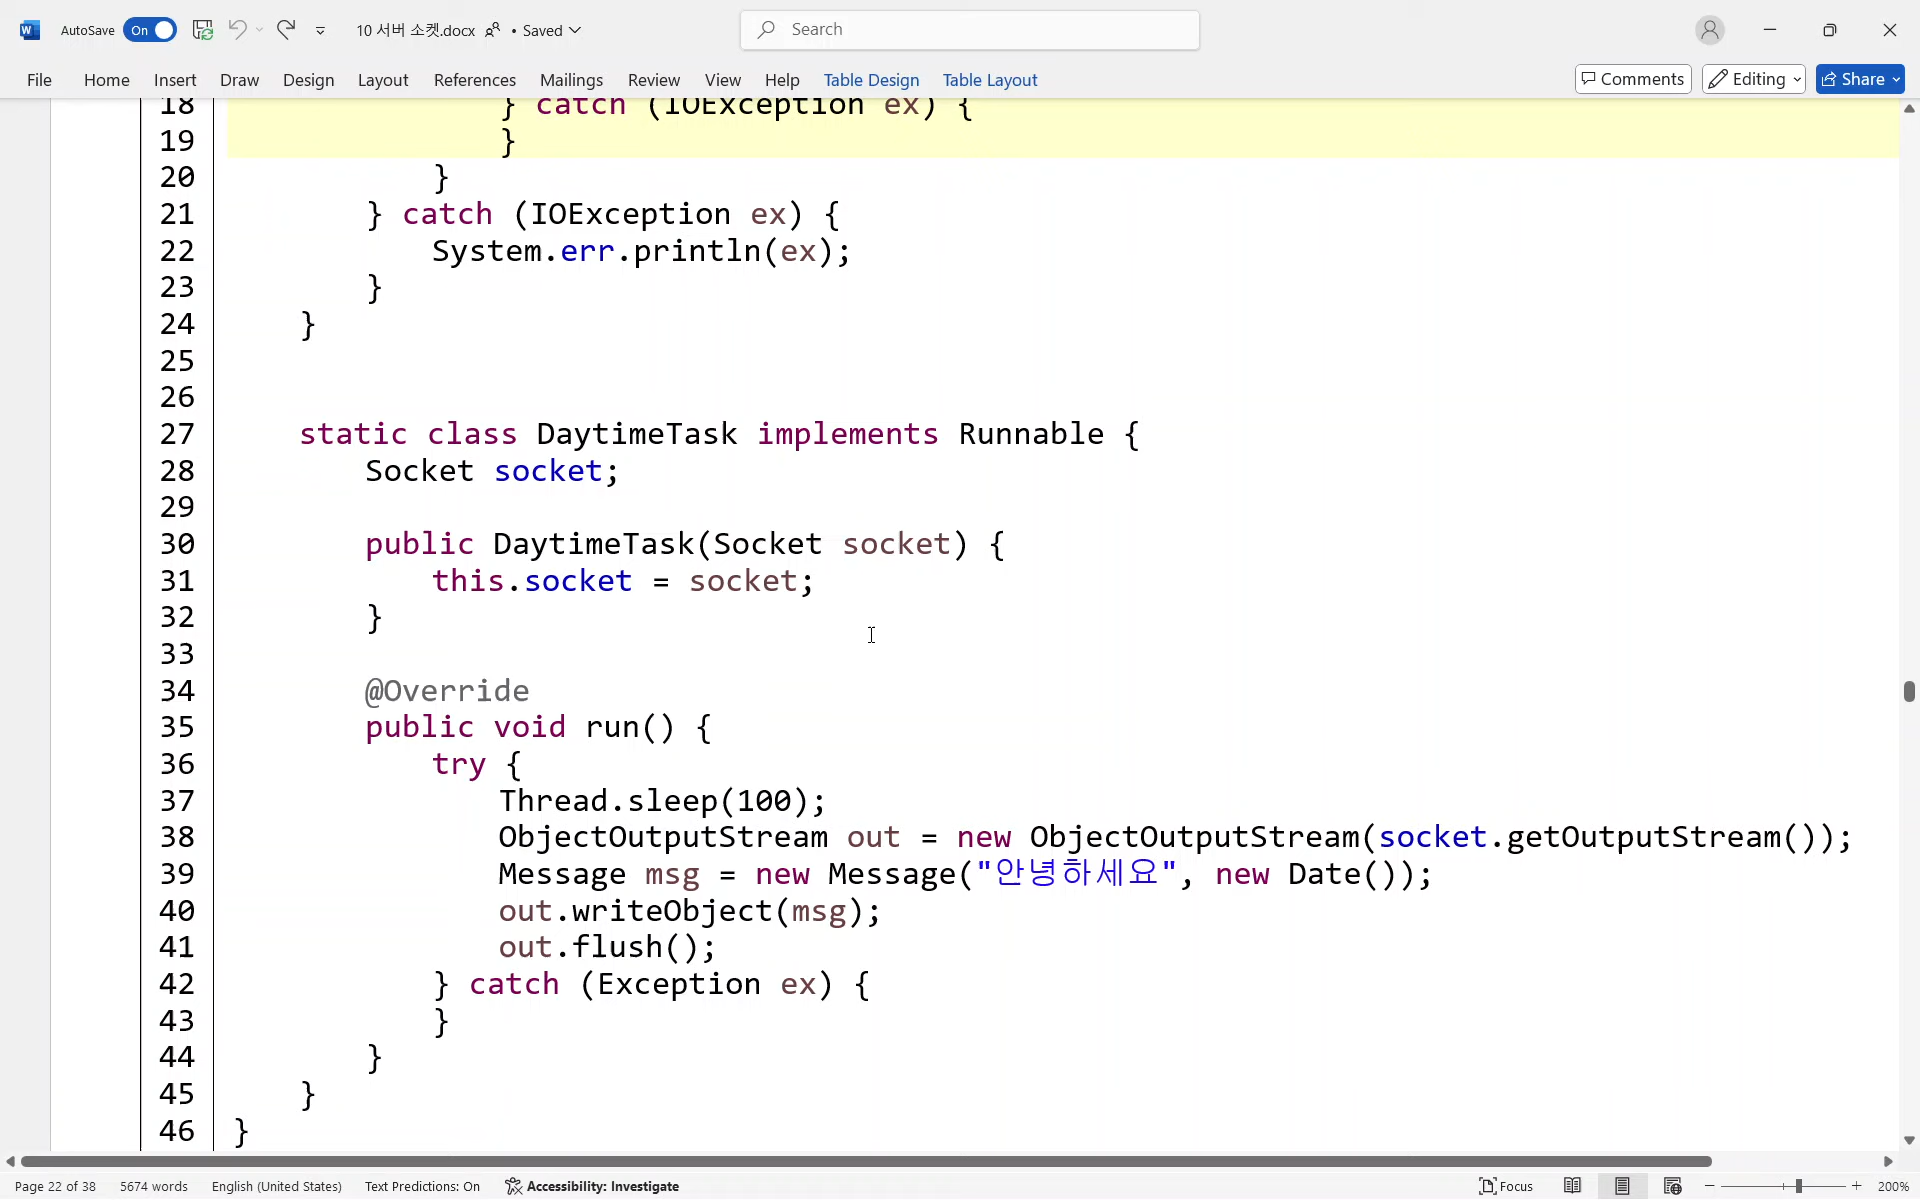 AutoSave On 10 서버 소켓.docx • Saved Search
File Home Insert Draw Design Layout References Mailings Review View Help Table Design Table Layout Comments Editing Share
18 } catch (IOException ex) {
19 }
20 }
21 } catch (IOException ex) {
22 System.err.println(ex);
23 }
24 }
25
26
27 static class DaytimeTask implements Runnable {
28 Socket socket;
29
30 public DaytimeTask(Socket socket) {
31 this.socket = socket;
32 }
33
34 @Override
35 public void run() {
36 try {
37 Thread.sleep(100);
38 ObjectOutputStream out = new ObjectOutputStream(socket.getOutputStream());
39 Message msg = new Message("안녕하세요", new Date());
40 out.writeObject(msg);
41 out.flush();
42 } catch (Exception ex) {
43 }
44 }
45 }
46 }
Page 22 of 38 5674 words English (United States) Text Predictions: On Accessibility: Investigate Focus 200%